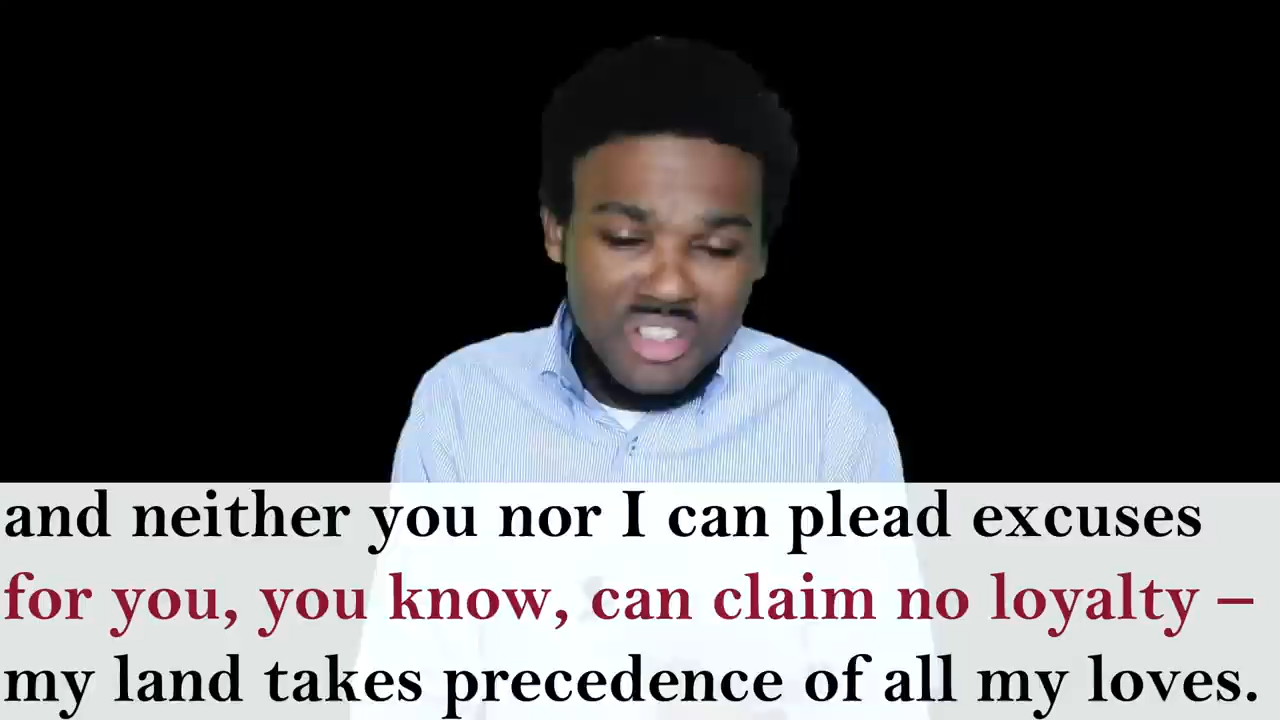 and neither you nor I can plead excuses
for you, you know, can claim no loyalty –
my land takes precedence of all my loves.